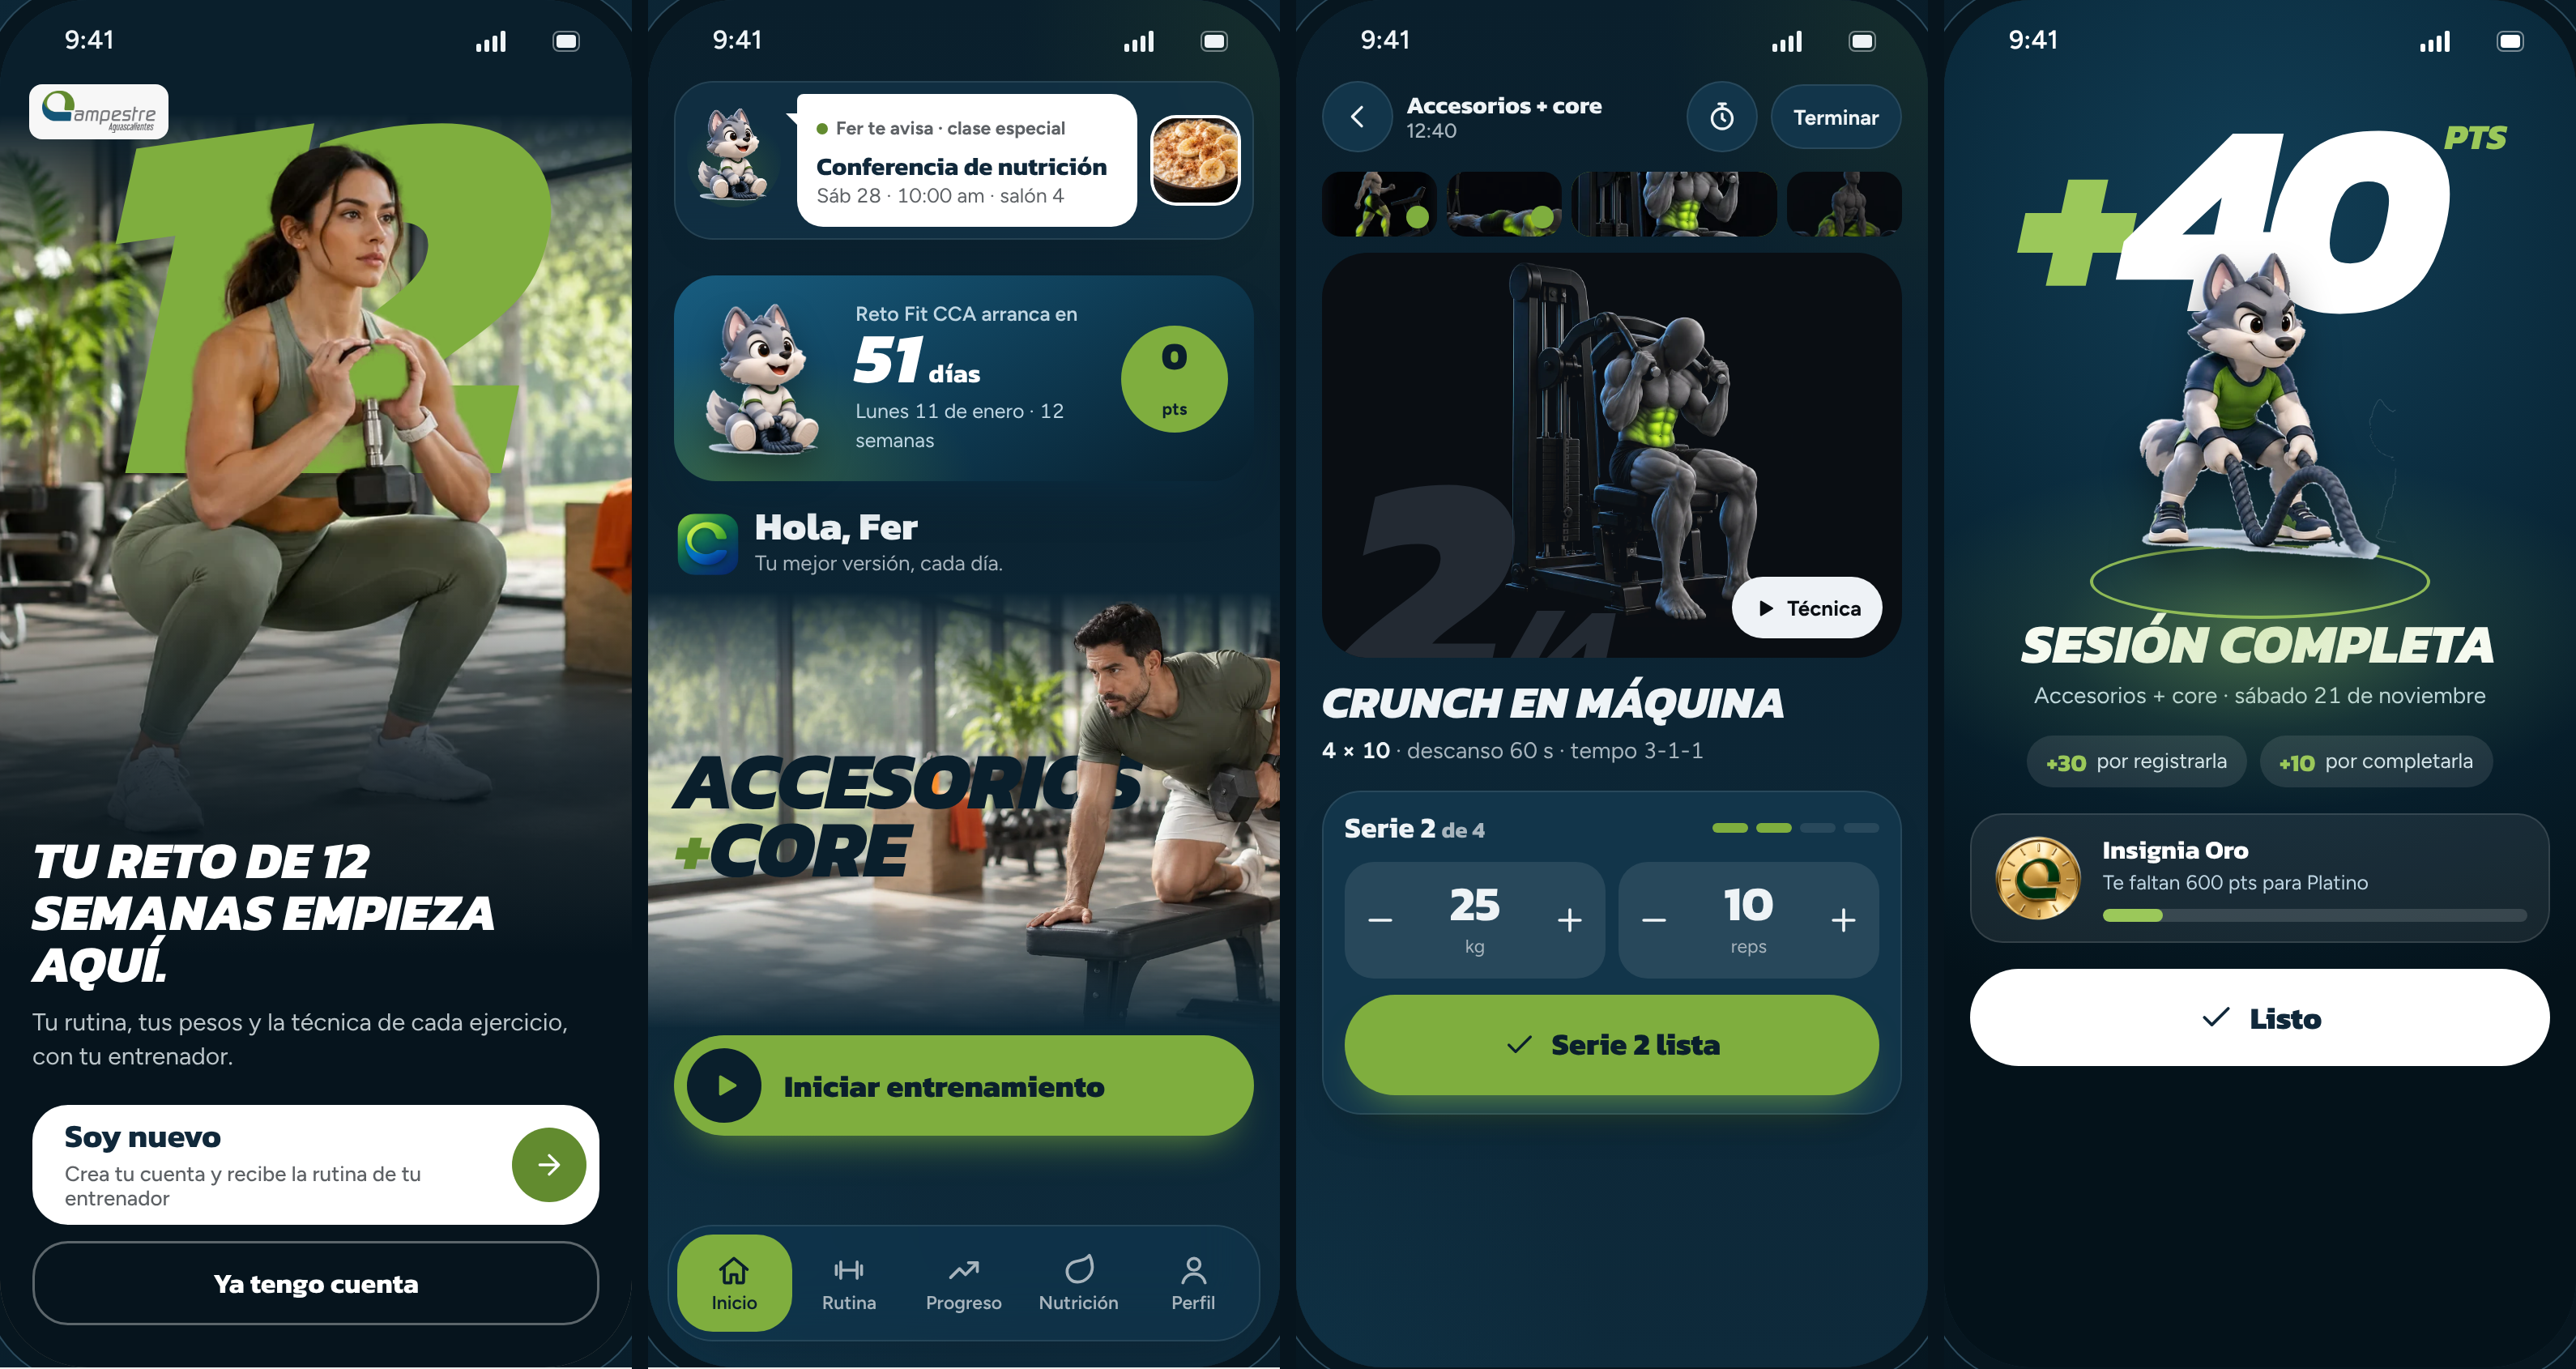 9:41
Campestre
Aguascalientes
12
TU RETO DE 12
SEMANAS EMPIEZA
AQUÍ.
Tu rutina, tus pesos y la técnica de cada ejercicio,
con tu entrenador.
Soy nuevo
Crea tu cuenta y recibe la rutina de tu
entrenador
Ya tengo cuenta
9:41
Fer te avisa · clase especial
Conferencia de nutrición
Sáb 28 · 10:00 am · salón 4
Reto Fit CCA arranca en
51 días
Lunes 11 de enero · 12
semanas
0
pts
Hola, Fer
Tu mejor versión, cada día.
ACCESORIOS
+CORE
Iniciar entrenamiento
Inicio
Rutina
Progreso
Nutrición
Perfil
9:41
Accesorios + core
12:40
Terminar
2/4
Técnica
CRUNCH EN MÁQUINA
4 × 10 · descanso 60 s · tempo 3-1-1
Serie 2 de 4
− 25 +
kg
− 10 +
reps
Serie 2 lista
9:41
+40 PTS
SESIÓN COMPLETA
Accesorios + core · sábado 21 de noviembre
+30 por registrarla
+10 por completarla
Insignia Oro
Te faltan 600 pts para Platino
Listo